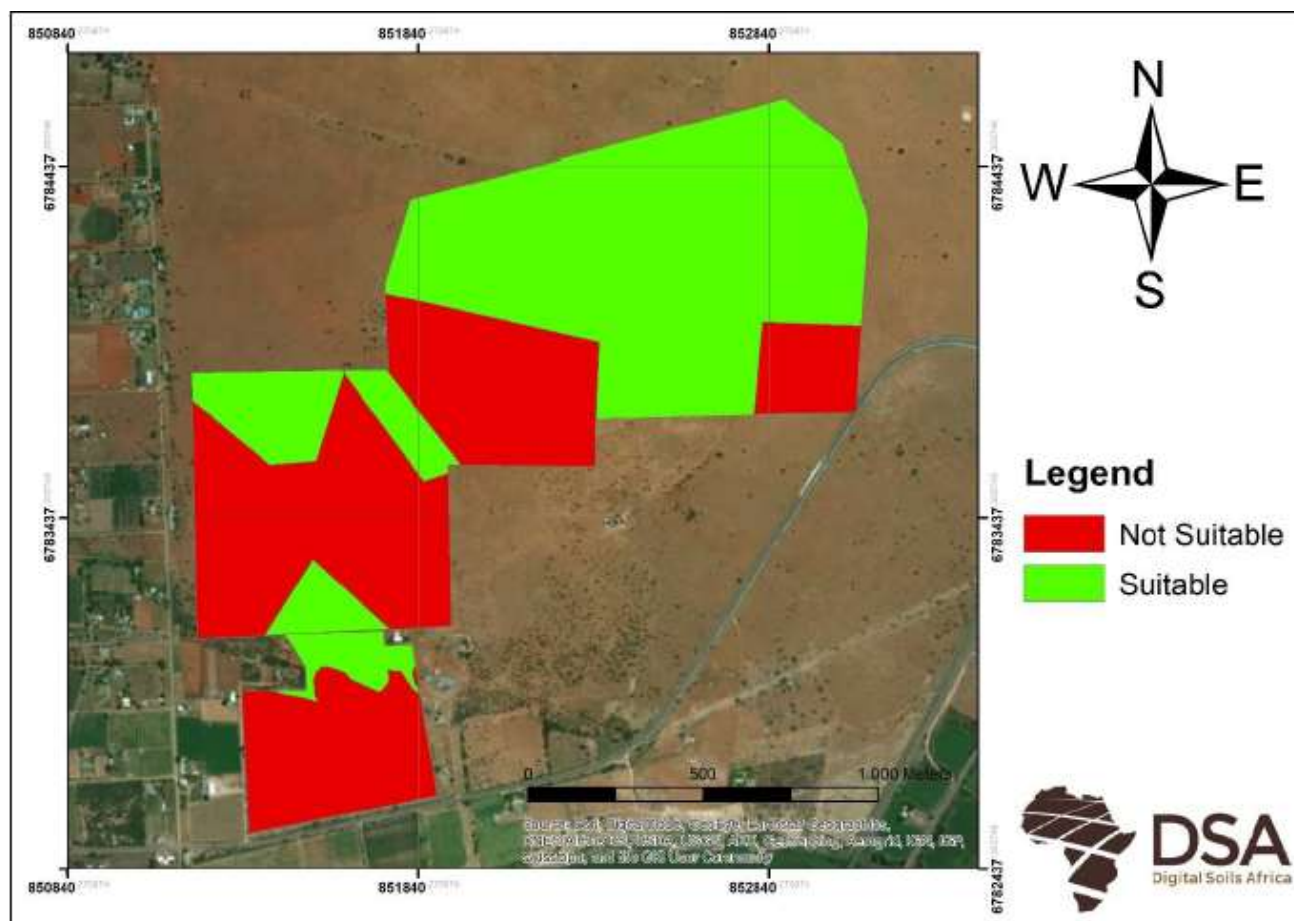 850840
851840
852840
N
W
E
S
6784437
6784437
Legend
Not Suitable
Suitable
6783437
6783437
0
500
1 000 Meters
6782437
850840
851840
852840
DSA
Digital Soils Africa